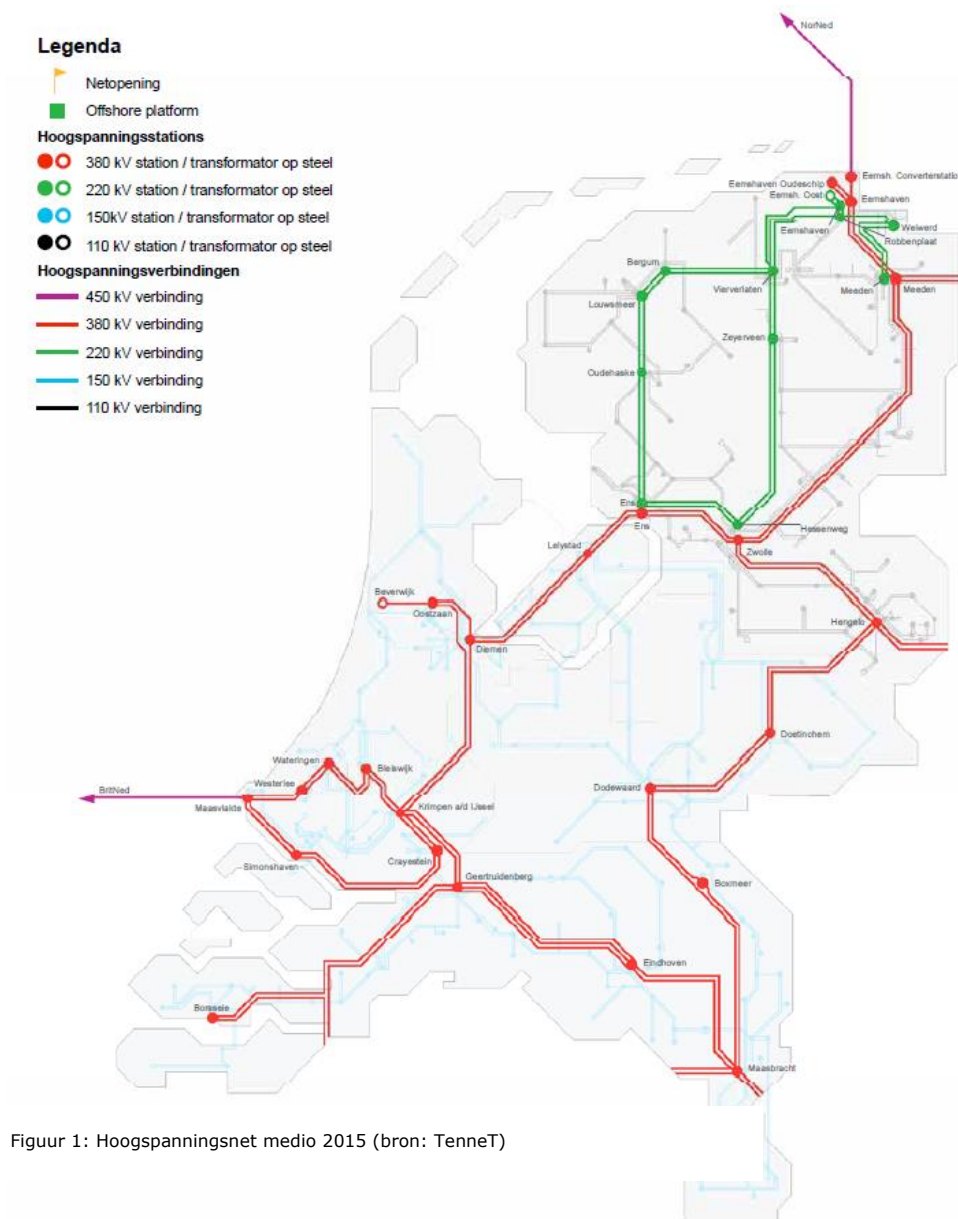 Legenda
Netopening
Offshore platform
Hoogspanningsstations
380 kV station / transformator op steel
220 kV station / transformator op steel
150kV station / transformator op steel
110 kV station / transformator op steel
Hoogspanningsverbindingen
450 kV verbinding
380 kV verbinding
220 kV verbinding
150 kV verbinding
110 kV verbinding
NorNed
Eemsh. Converterstatio
Eemshaven Oudeschip
Eemsh. Oost
Eemshaven
Eemshaven
Weiwerd
Robbenplaat
Bergum
Vierverlaten
Meeden
Meeden
Louwsmeer
Zeyerveen
Oudehaske
Ens
Ens
Hessenweg
Lelystad
Zwolle
Beverwijk
Oostzaan
Hengelo
Diemen
Doetinchem
Wateringen
Bleiswijk
Westerlee
Dodewaard
BritNed
Maasvlakte
Krimpen a/d IJssel
Crayestein
Simonshaven
Geertruidenberg
Boxmeer
Eindhoven
Borssele
Maasbracht
Figuur 1: Hoogspanningsnet medio 2015 (bron: TenneT)